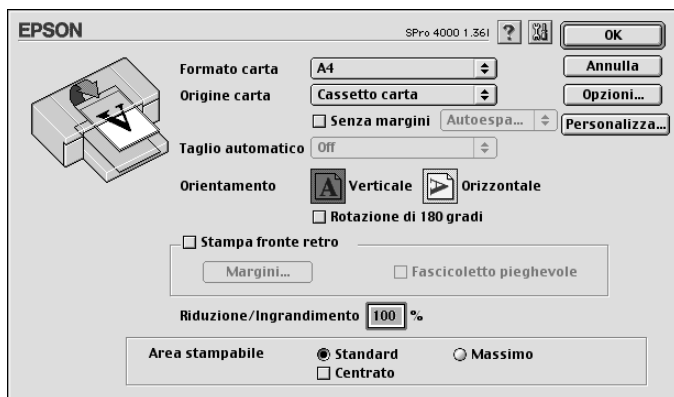 EPSON SPro 4000 1.36I ? OK
Formato carta A4 Annulla
Origine carta Cassetto carta Opzioni...
Senza margini Autoespa... Personalizza...
Taglio automatico Off
Orientamento A Verticale A Orizzontale
Rotazione di 180 gradi
Stampa fronte retro
Margini... Fascicoletto pieghevole
Riduzione/Ingrandimento 100 %
Area stampabile Standard Massimo
Centrato